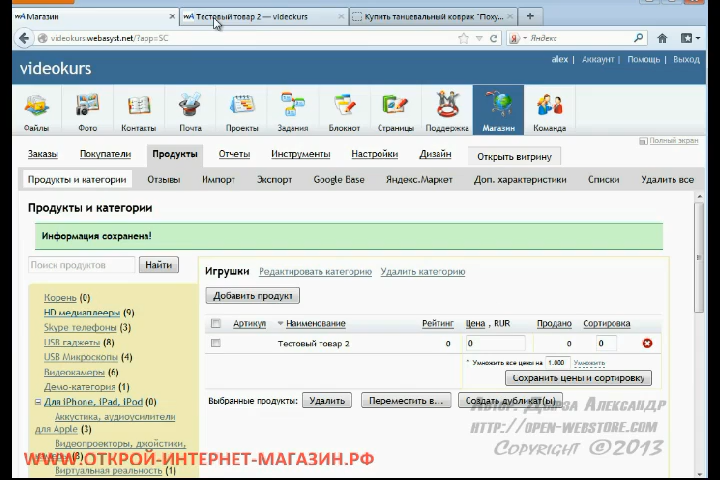 Магазин × Тестовый товар 2 — videokurs × Купить танцевальный коврик "Поху... × +
videokurs.webasyst.net/?app=SC Яндекс
alex | Аккаунт | Помощь | Выход
videokurs
Файлы Фото Контакты Почта Проекты Задания Блокнот Страницы Поддержка Магазин Команда
Полный экран
Заказы Покупатели Продукты Отчеты Инструменты Настройки Дизайн Открыть витрину
Продукты и категории Отзывы Импорт Экспорт Google Base Яндекс.Маркет Доп. характеристики Списки Удалить все
Продукты и категории
Информация сохранена!
Поиск продуктов Найти
Игрушки Редактировать категорию Удалить категорию
Добавить продукт
Корень (0)
HD медиаплееры (9)
Skype телефоны (3)
USB гаджеты (8)
USB Микроскопы (4)
Видеокамеры (6)
Демо-категория (1)
Для iPhone, iPad, iPod (0)
Аккустика, аудиоусилители
для Apple (3)
Видеопроекторы, джойстики,
Виртуальная реальность (1)
Артикул Наименование Рейтинг Цена , RUR Продано Сортировка
Тестовый товар 2 0 0 0 0
* Умножить все цены на 1.000 Умножить
Сохранить цены и сортировку
Выбранные продукты: Удалить Переместить в... Создать дубликат(ы)
Автор: Дырза Александр
http://open-webstore.com
Copyright ©2013
www.открой-интернет-магазин.рф